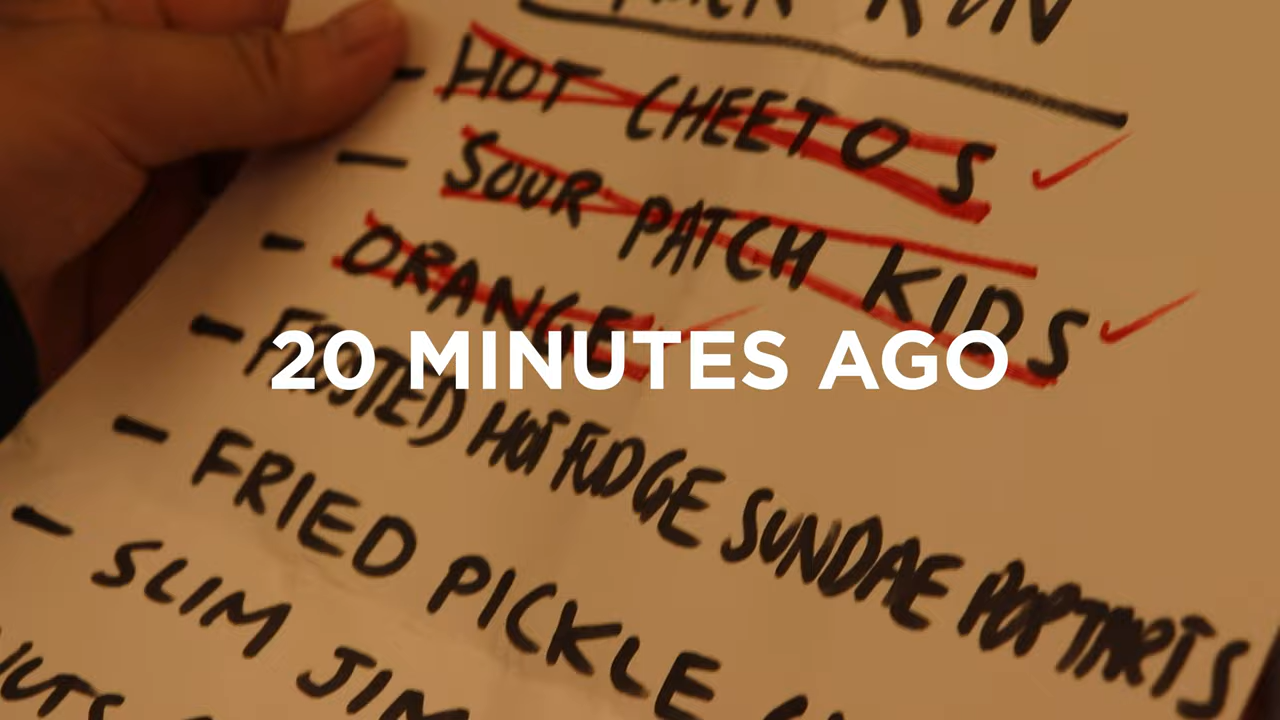 RUN
- HOT CHEETOS ✓
- SOUR PATCH KIDS ✓
- ORANGE ✓
20 MINUTES AGO
- FROSTED HOT FUDGE SUNDAE POPTARTS
- FRIED PICKLE
- SLIM JIM
NUTS